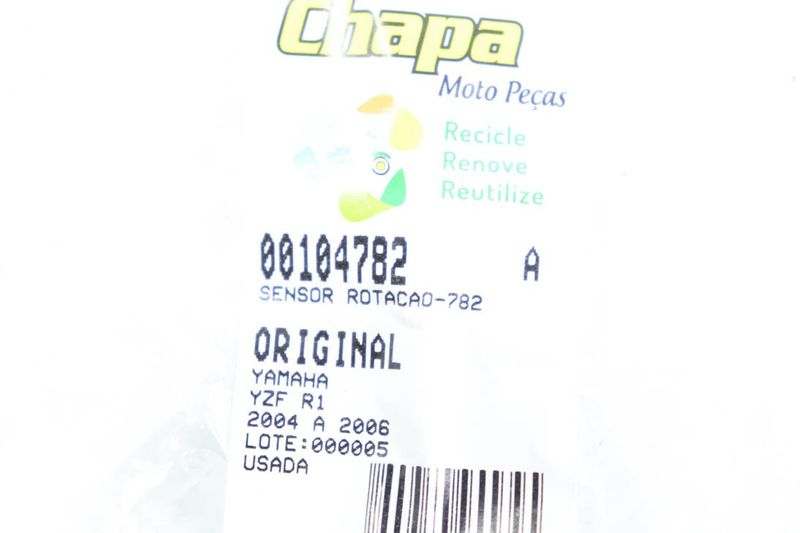 Chapa
Moto Peças
Recicle
Renove
Reutilize
00104782 A
SENSOR ROTACAO-782
ORIGINAL
YAMAHA
YZF R1
2004 A 2006
LOTE:000005
USADA